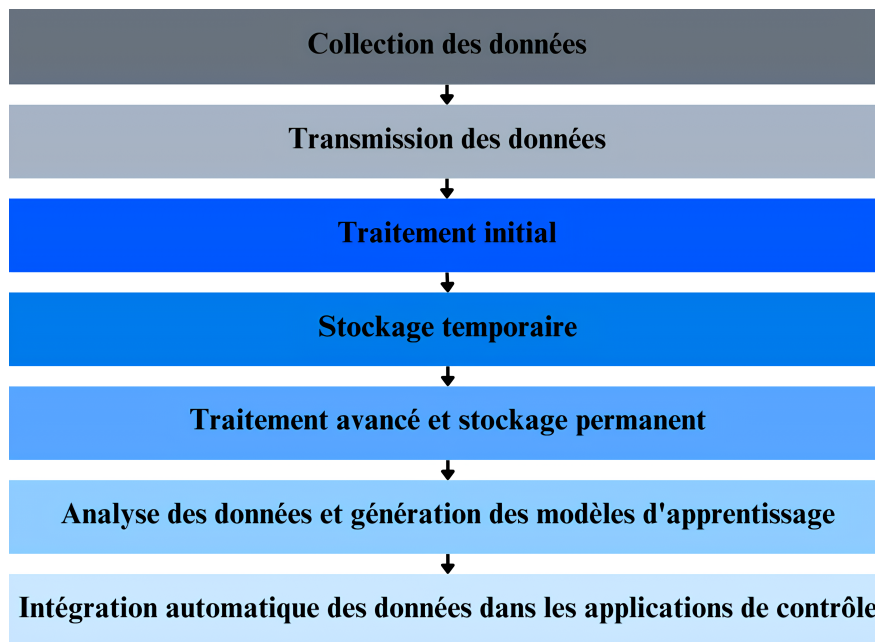 Collection des données
Transmission des données
Traitement initial
Stockage temporaire
Traitement avancé et stockage permanent
Analyse des données et génération des modèles d'apprentissage
Intégration automatique des données dans les applications de contrôle